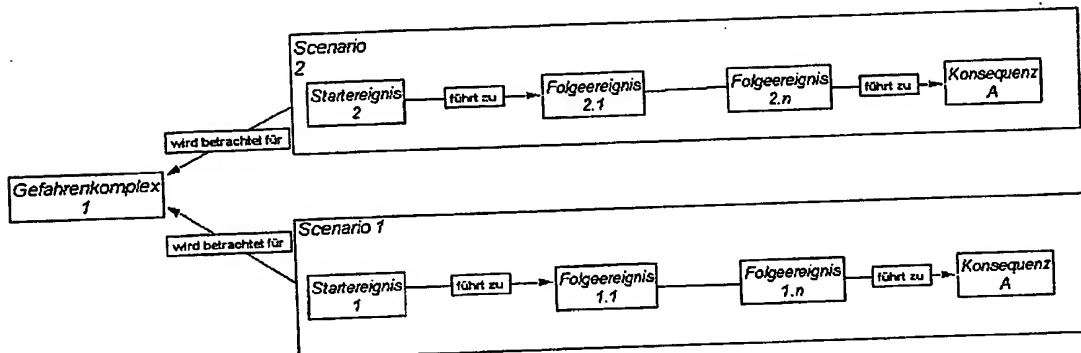 Scenario
2
Startereignis
2
führt zu
Folgeereignis
2.1
Folgeereignis
2.n
führt zu
Konsequenz
A
wird betrachtet für
Gefahrenkomplex
1
wird betrachtet für
Scenario 1
Startereignis
1
führt zu
Folgeereignis
1.1
Folgeereignis
1.n
führt zu
Konsequenz
A